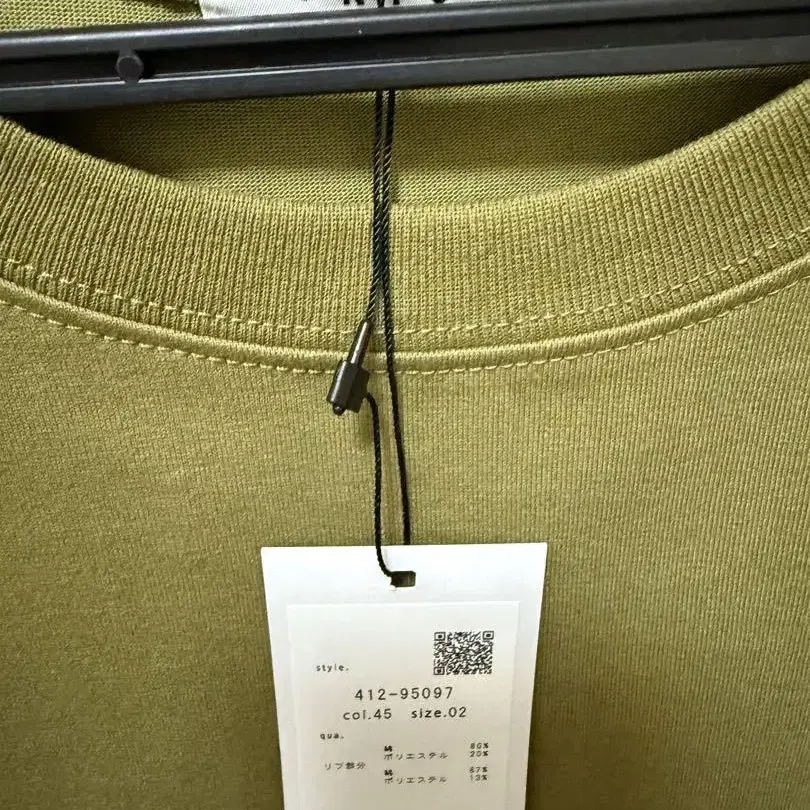 style.
412-95097
col.45 size.02
qua.
綿 80%
ポリエステル 20%
リブ部分
綿 87%
ポリエステル 13%